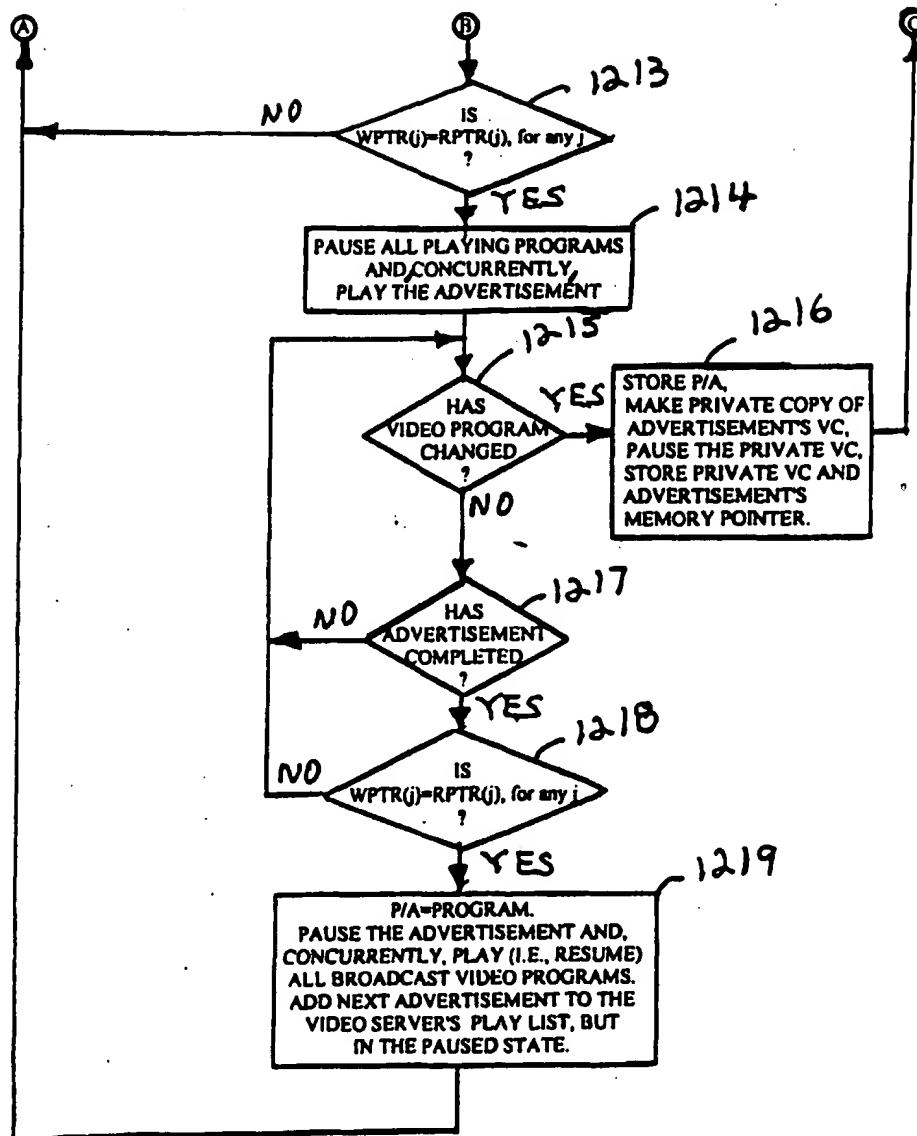 A
B
C
1213
NO
IS
WPTR(j)=RPTR(j), for any j
?
YES
1214
PAUSE ALL PLAYING PROGRAMS
AND, CONCURRENTLY,
PLAY THE ADVERTISEMENT
1215
1216
HAS
VIDEO PROGRAM
CHANGED
?
YES
STORE P/A,
MAKE PRIVATE COPY OF
ADVERTISEMENT'S VC,
PAUSE THE PRIVATE VC,
STORE PRIVATE VC AND
ADVERTISEMENT'S
MEMORY POINTER.
NO
1217
NO
HAS
ADVERTISEMENT
COMPLETED
?
YES
1218
NO
IS
WPTR(j)=RPTR(j), for any j
?
YES
1219
P/A=PROGRAM.
PAUSE THE ADVERTISEMENT AND,
CONCURRENTLY, PLAY (I.E., RESUME)
ALL BROADCAST VIDEO PROGRAMS.
ADD NEXT ADVERTISEMENT TO THE
VIDEO SERVER'S PLAY LIST, BUT
IN THE PAUSED STATE.